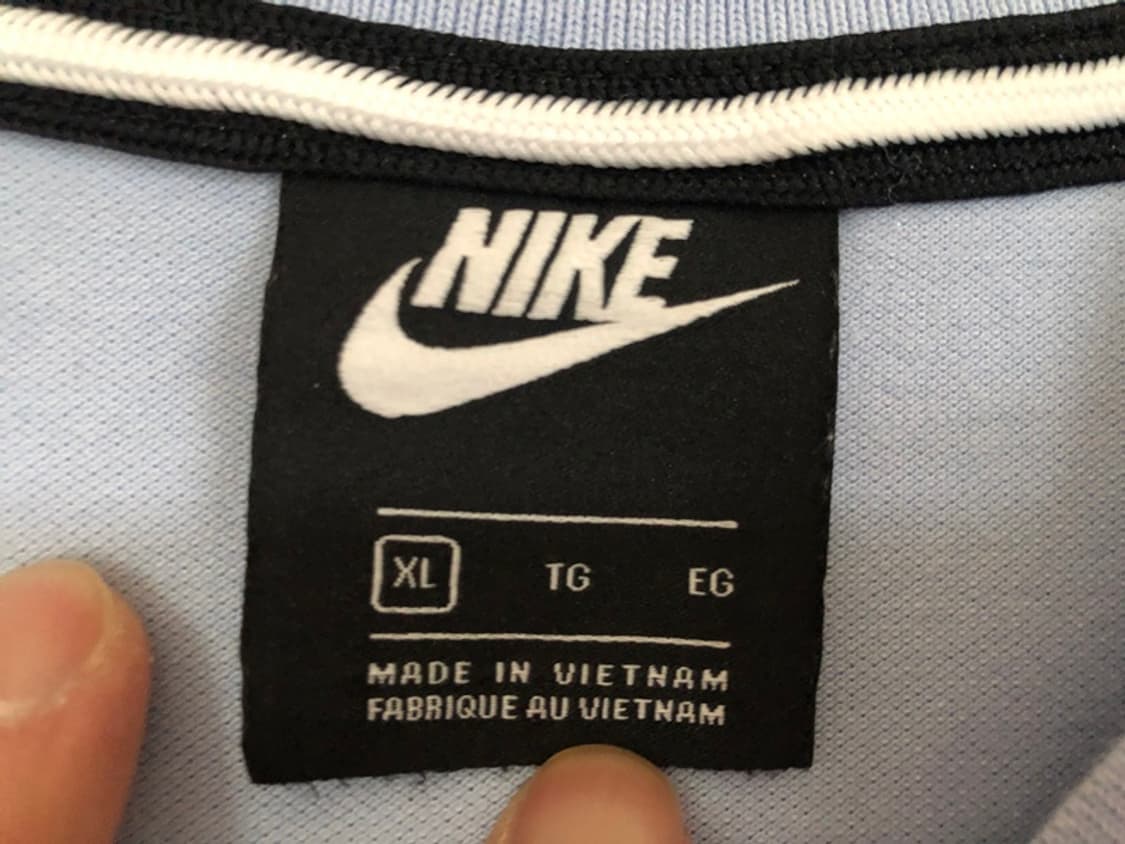 NIKE
XL TG EG
MADE IN VIETNAM
FABRIQUE AU VIETNAM